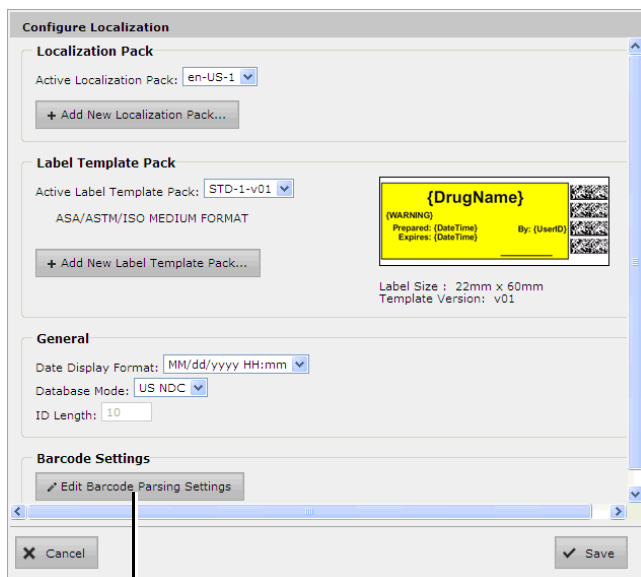 Configure Localization
Localization Pack
Active Localization Pack: en-US-1
+ Add New Localization Pack...
Label Template Pack
Active Label Template Pack: STD-1-v01
ASA/ASTM/ISO MEDIUM FORMAT
+ Add New Label Template Pack...
{DrugName}
{WARNING}
Prepared: {DateTime} By: {UserID}
Expires: {DateTime}
Label Size : 22mm x 60mm
Template Version: v01
General
Date Display Format: MM/dd/yyyy HH:mm
Database Mode: US NDC
ID Length: 10
Barcode Settings
Edit Barcode Parsing Settings
Cancel
Save